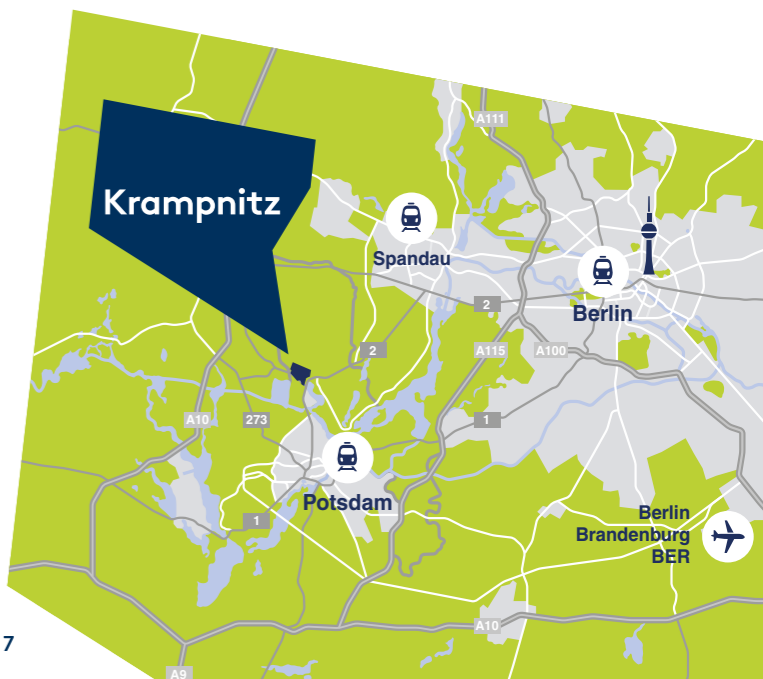 A111
Krampnitz
Spandau
2
Berlin
2
A115
A100
A10
273
1
Potsdam
1
Berlin
Brandenburg
BER
A10
7
A9